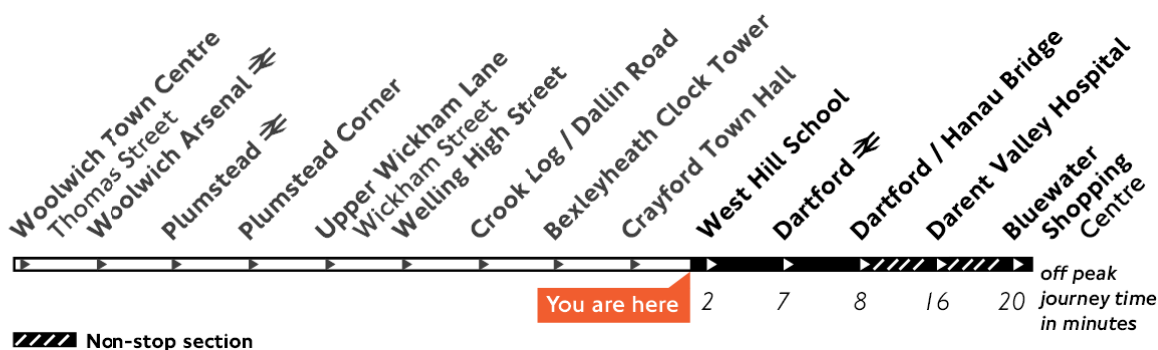 Woolwich Town Centre
Thomas Street
Woolwich Arsenal
Plumstead
Plumstead Corner
Upper Wickham Lane
Wickham Street
Welling High Street
Crook Log / Dallin Road
Bexleyheath Clock Tower
Crayford Town Hall
West Hill School
Dartford
Dartford / Hanau Bridge
Darent Valley Hospital
Bluewater
Shopping
Centre
You are here
2 7 8 16 20
off peak
journey time
in minutes
Non-stop section